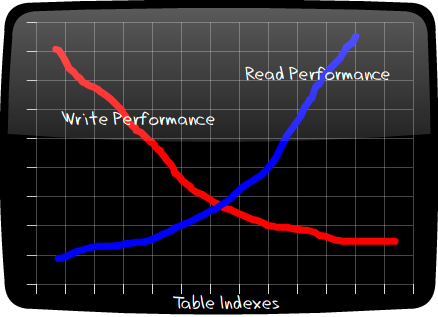 Read Performance
Write Performance
Table Indexes